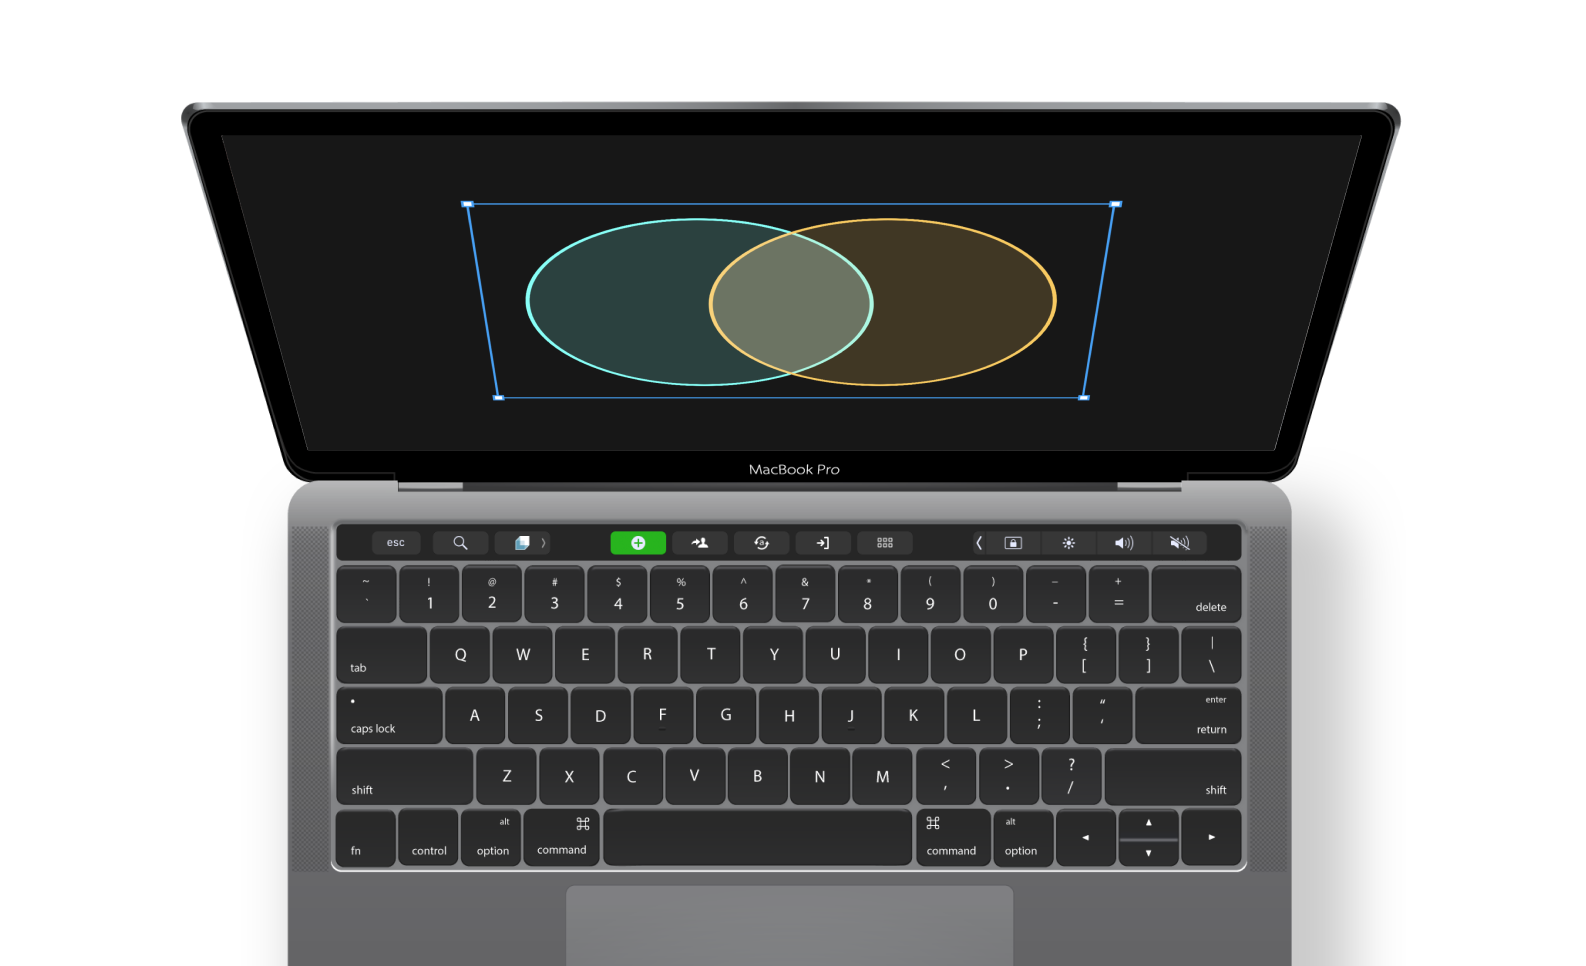 MacBook Pro
esc
~ ! @ # $ % ^ & * ( ) _ +
` 1 2 3 4 5 6 7 8 9 0 - = delete
tab Q W E R T Y U I O P { [ } ] | \
caps lock A S D F G H J K L : ; “ ‘ enter return
shift Z X C V B N M < , > . ? / shift
fn control alt option ⌘ command ⌘ command alt option ◄ ▲ ▼ ►